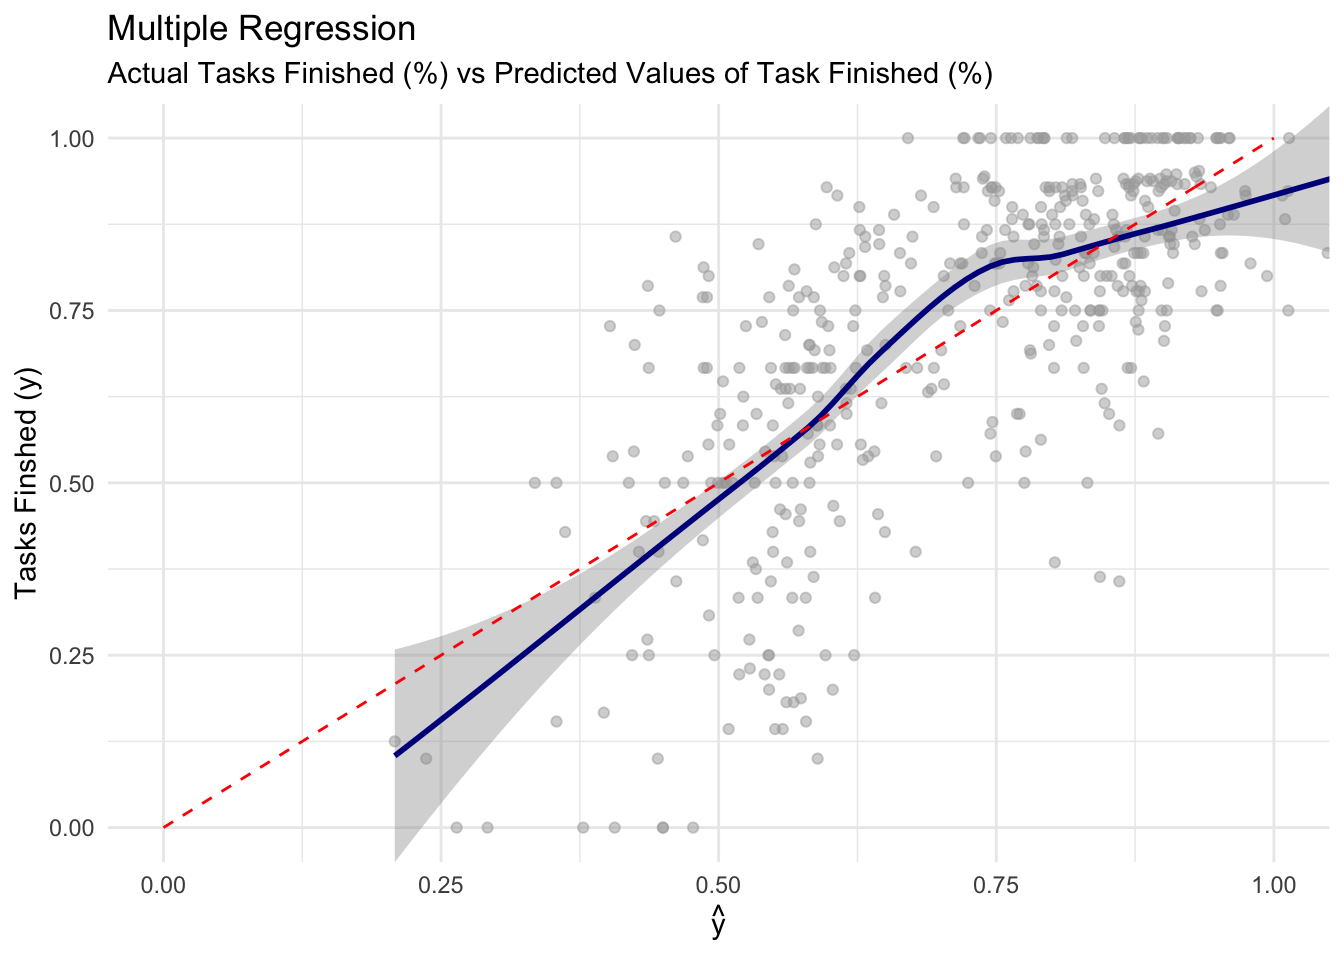 Multiple Regression
Actual Tasks Finished (%) vs Predicted Values of Task Finished (%)
1.00
0.75
0.50
0.25
0.00
Tasks Finshed (y)
0.00 0.25 0.50 0.75 1.00
ŷ